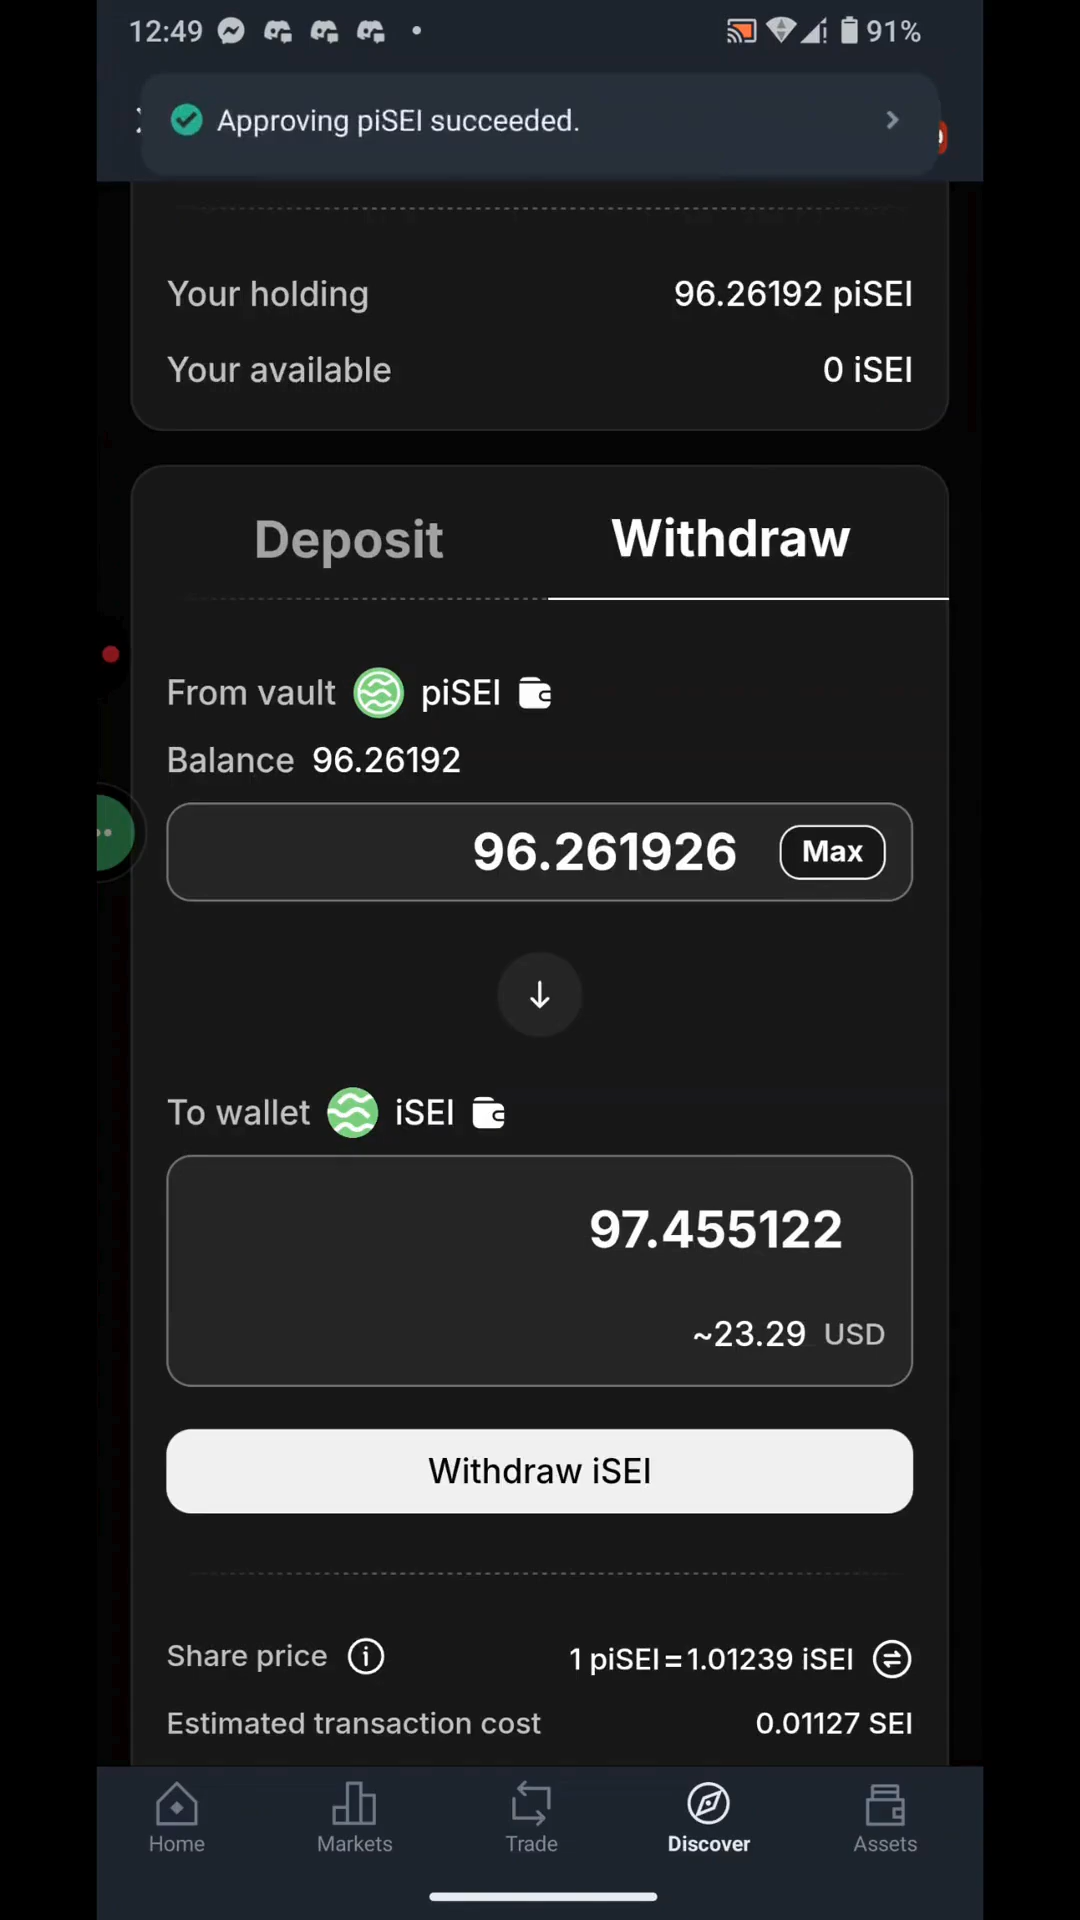 12:49
91%
Approving piSEI succeeded.
Your holding 96.26192 piSEI
Your available 0 iSEI
Deposit Withdraw
From vault piSEI
Balance 96.26192
96.261926 Max
To wallet iSEI
97.455122
~23.29 USD
Withdraw iSEI
Share price 1 piSEI=1.01239 iSEI
Estimated transaction cost 0.01127 SEI
Home Markets Trade Discover Assets